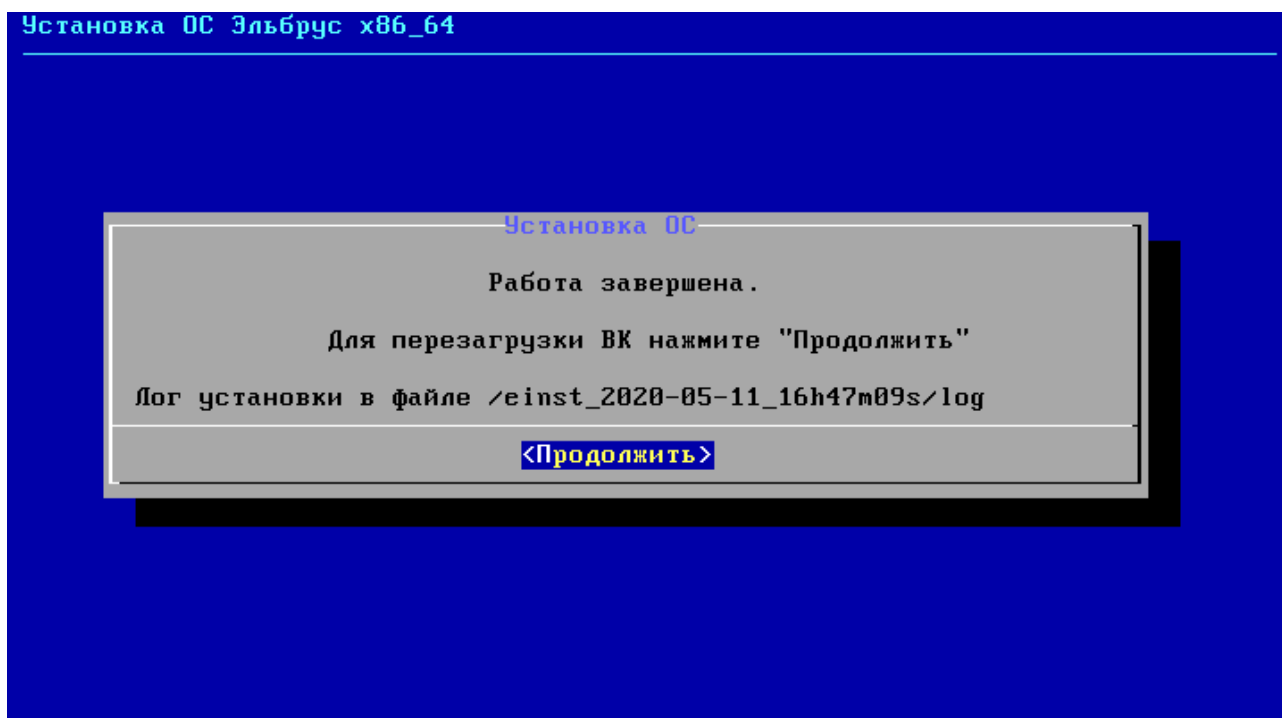 Установка ОС Эльбрус x86_64
Установка ОС
Работа завершена.
Для перезагрузки ВК нажмите "Продолжить"
Лог установки в файле /einst_2020-05-11_16h47m09s/log
<Продолжить>